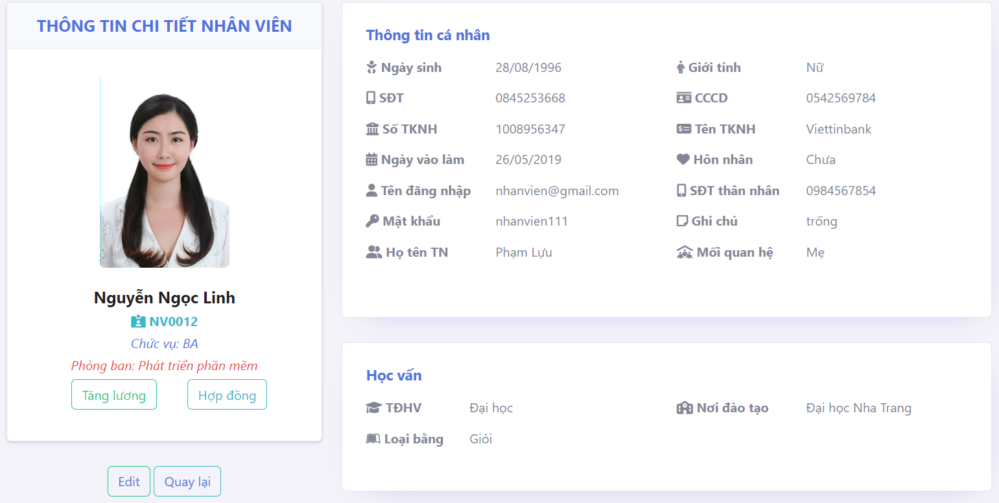 THÔNG TIN CHI TIẾT NHÂN VIÊN
Nguyễn Ngọc Linh
NV0012
Chức vụ: BA
Phòng ban: Phát triển phần mềm
Tăng lương Hợp đồng
Edit Quay lại
Thông tin cá nhân
Ngày sinh 28/08/1996 Giới tính Nữ
SĐT 0845253668 CCCD 0542569784
Số TKNH 1008956347 Tên TKNH Viettinbank
Ngày vào làm 26/05/2019 Hôn nhân Chưa
Tên đăng nhập nhanvien@gmail.com SĐT thân nhân 0984567854
Mật khẩu nhanvien111 Ghi chú trống
Họ tên TN Phạm Lựu Mối quan hệ Mẹ
Học vấn
TĐHV Đại học Nơi đào tạo Đại học Nha Trang
Loại bằng Giỏi